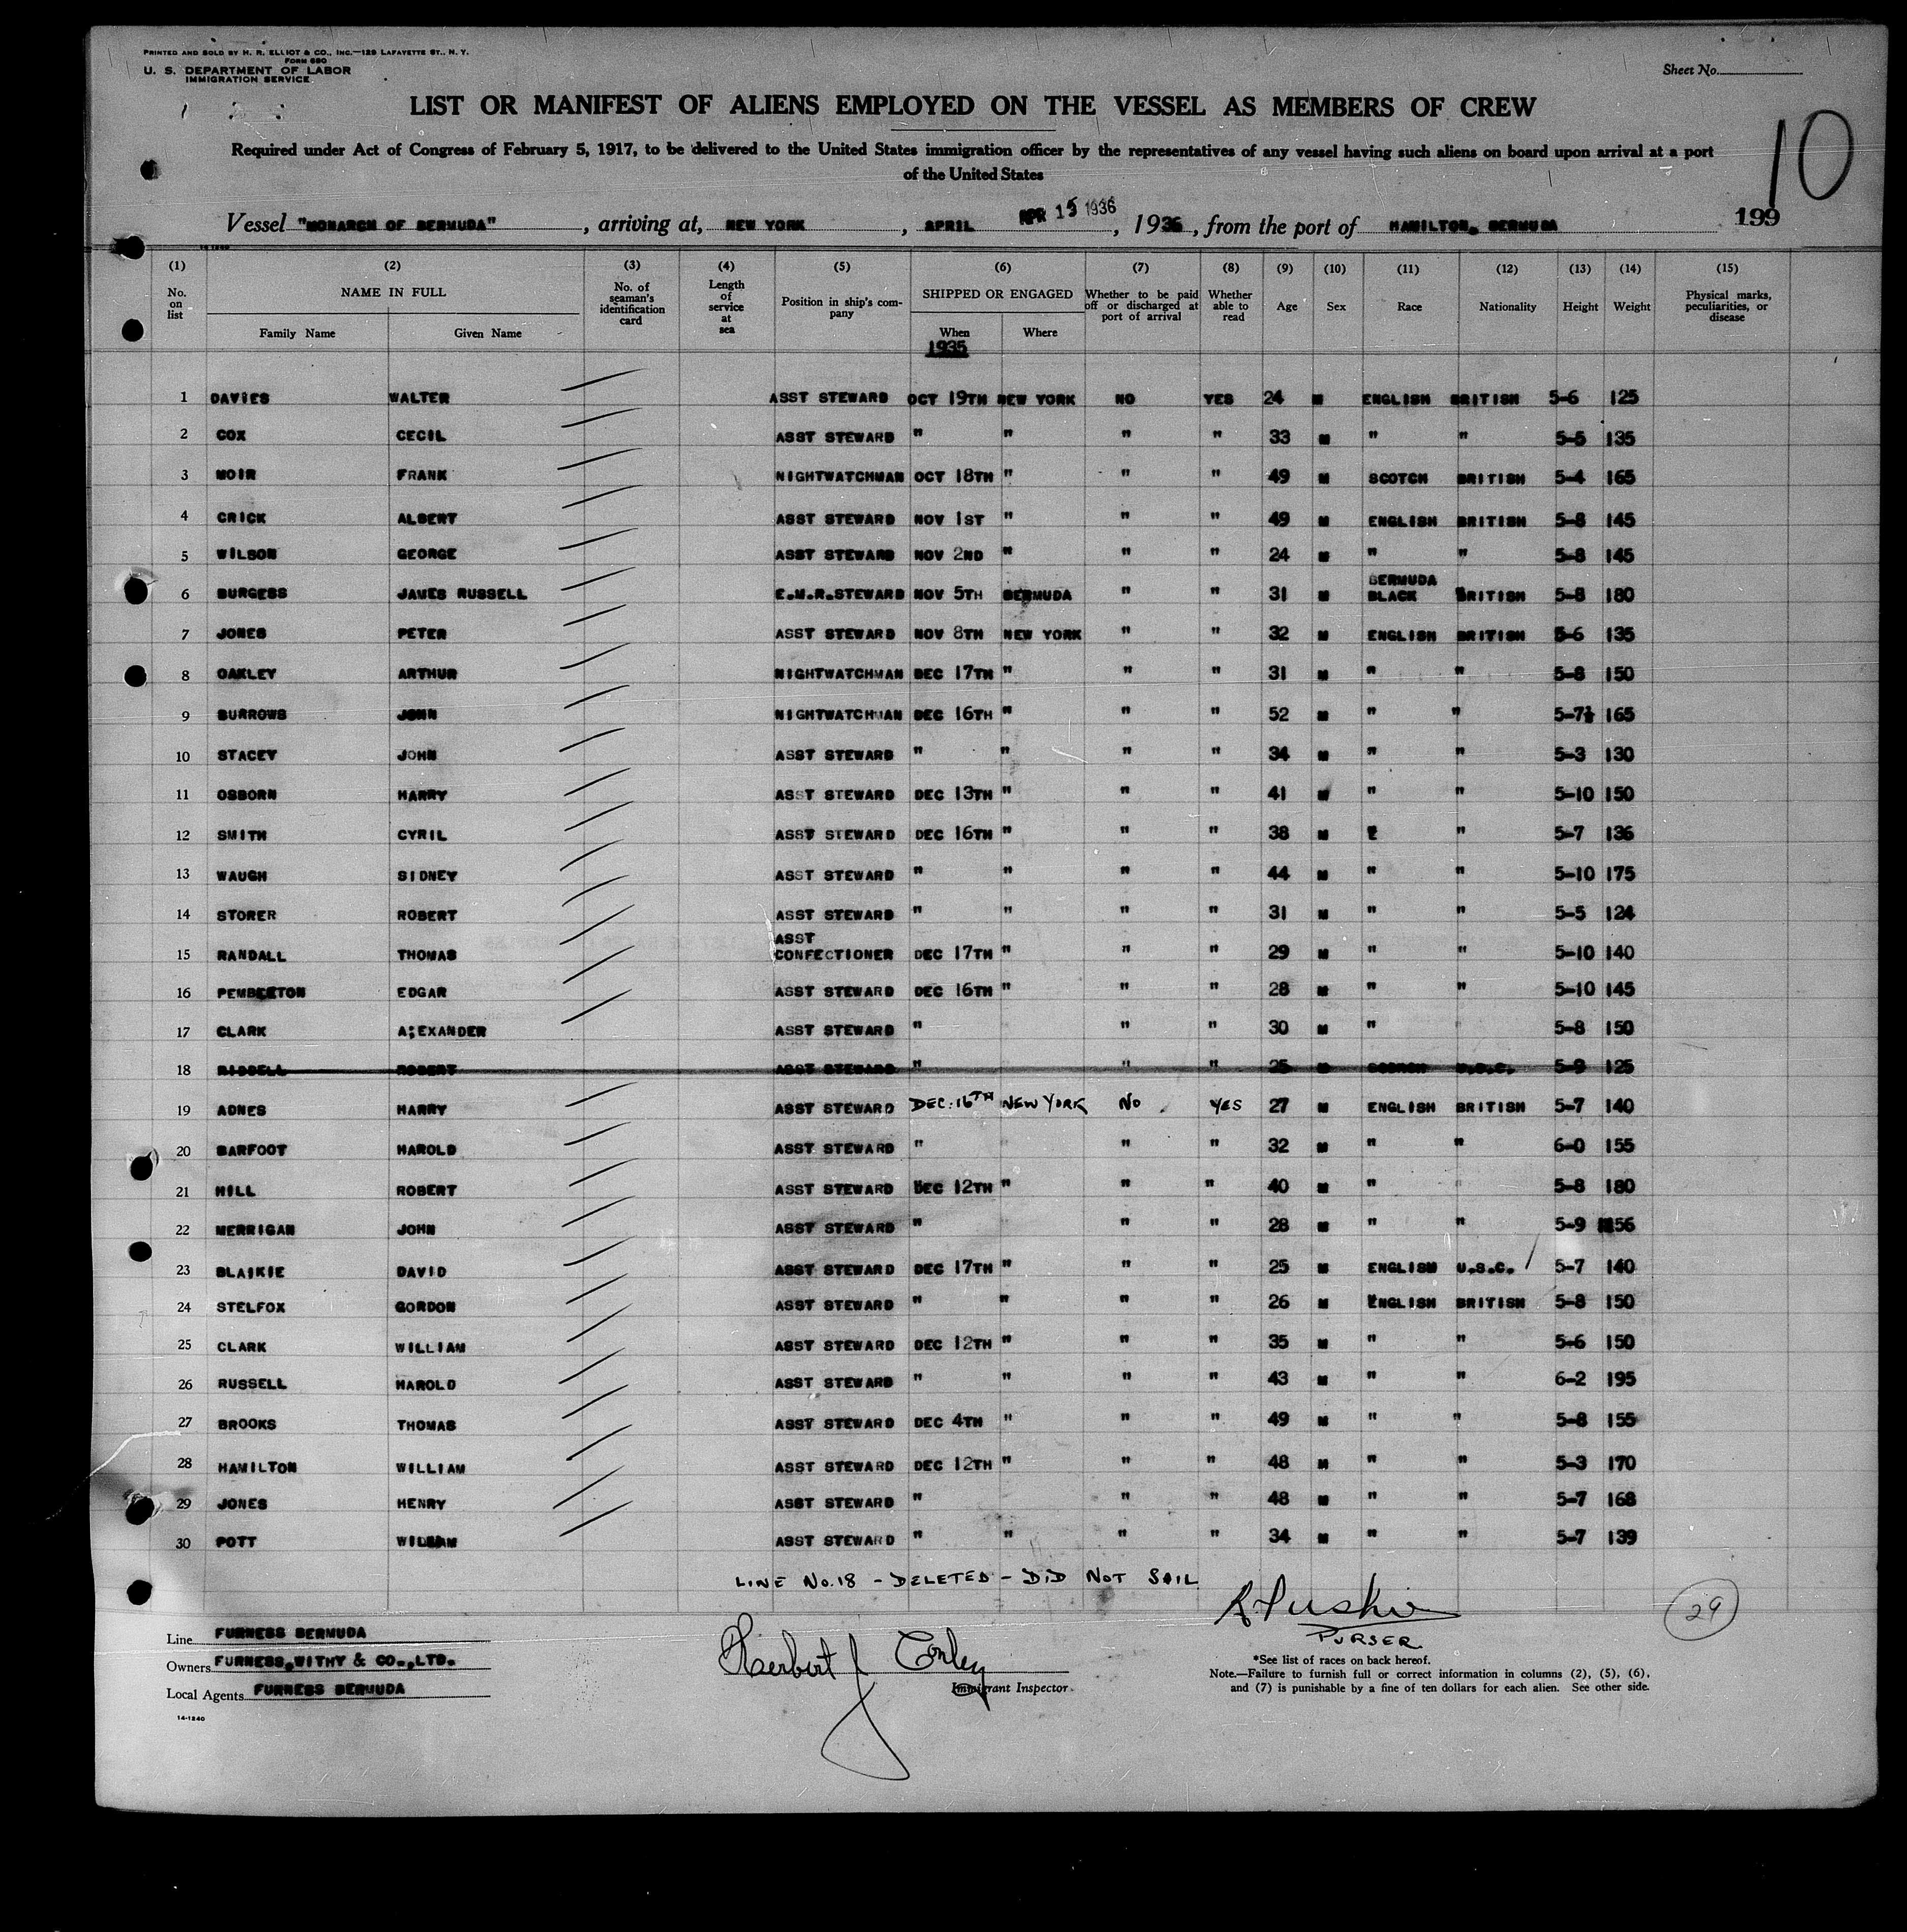 PRINTED AND SOLD BY H. R. ELLIOT & CO., INC.—129 LAFAYETTE ST., N. Y.
FORM 680
U. S. DEPARTMENT OF LABOR
IMMIGRATION SERVICE
Sheet No.
LIST OR MANIFEST OF ALIENS EMPLOYED ON THE VESSEL AS MEMBERS OF CREW
10
Required under Act of Congress of February 5, 1917, to be delivered to the United States immigration officer by the representatives of any vessel having such aliens on board upon arrival at a port
of the United States
Vessel "MONARCH OF BERMUDA", arriving at, NEW YORK, APRIL APR 15 1936, 1936, from the port of HAMILTON, BERMUDA 199
14-1240
(1) (2) (3) (4) (5) (6) (7) (8) (9) (10) (11) (12) (13) (14) (15)
No. on list NAME IN FULL Family Name Given Name No. of seaman's identification card Length of service at sea Position in ship's company SHIPPED OR ENGAGED When Where Whether to be paid off or discharged at port of arrival Whether able to read Age Sex Race Nationality Height Weight Physical marks, peculiarities, or disease
1935
1 DAVIES WALTER ASST STEWARD OCT 19TH NEW YORK NO YES 24 M ENGLISH BRITISH 5-6 125
2 COX CECIL ASST STEWARD " " " " 33 M " " 5-5 135
3 MOIR FRANK NIGHTWATCHMAN OCT 18TH " " " 49 M SCOTCH BRITISH 5-4 165
4 CRICK ALBERT ASST STEWARD NOV 1ST " " " 49 M ENGLISH BRITISH 5-8 145
5 WILSON GEORGE ASST STEWARD NOV 2ND " " " 24 M " " 5-8 145
6 BURGESS JAMES RUSSELL E.M.R.STEWARD NOV 5TH BERMUDA " " 31 M BERMUDA BLACK BRITISH 5-8 180
7 JONES PETER ASST STEWARD NOV 8TH NEW YORK " " 32 M ENGLISH BRITISH 5-6 135
8 OAKLEY ARTHUR NIGHTWATCHMAN DEC 17TH " " " 31 M " " 5-8 150
9 BURROWS JOHN NIGHTWATCHMAN DEC 16TH " " " 52 M " " 5-7½ 165
10 STACEY JOHN ASST STEWARD " " " " 34 M " " 5-3 130
11 OSBORN HARRY ASST STEWARD DEC 13TH " " " 41 M " " 5-10 150
12 SMITH CYRIL ASST STEWARD DEC 16TH " " " 38 M " 5-7 136
13 WAUGH SIDNEY ASST STEWARD " " " " 44 M " " 5-10 175
14 STORER ROBERT ASST STEWARD " " " " 31 M " " 5-5 124
15 RANDALL THOMAS ASST CONFECTIONER DEC 17TH " " " 29 M " " 5-10 140
16 PEMBERTON EDGAR ASST STEWARD DEC 16TH " " " 28 M " " 5-10 145
17 CLARK A;EXANDER ASST STEWARD " " " 30 M " " 5-8 150
18 RIDDELL ROBERT ASST STEWARD " " " 25 M SCOTCH U.S.C. 5-9 125
19 ADNES HARRY ASST STEWARD DEC. 16TH NEW YORK NO YES 27 M ENGLISH BRITISH 5-7 140
20 BARFOOT HAROLD ASST STEWARD " " " 32 M " " 6-0 155
21 HILL ROBERT ASST STEWARD DEC 12TH " " " 40 M " " 5-8 180
22 MERRIGAN JOHN ASST STEWARD " " " 28 M " " 5-9 156
23 BLAIKIE DAVID ASST STEWARD DEC 17TH " " " 25 M ENGLISH U.S.C. 5-7 140
24 STELFOX GORDON ASST STEWARD " " " " 26 M ENGLISH BRITISH 5-8 150
25 CLARK WILLIAM ASST STEWARD DEC 12TH " " " 35 M " " 5-6 150
26 RUSSELL HAROLD ASST STEWARD " " " " 43 M " " 6-2 195
27 BROOKS THOMAS ASST STEWARD DEC 4TH " " " 49 M " " 5-8 155
28 HAMILTON WILLIAM ASST STEWARD DEC 12TH " " " 48 M " " 5-3 170
29 JONES HENRY ASST STEWARD " " " 48 M " " 5-7 168
30 POTT WILLIAM ASST STEWARD " " " " 34 M " " 5-7 139
LINE No. 18 - DELETED - DID NOT SAIL
PURSER
29
Line FURNESS BERMUDA
Owners FURNESS, WITHY & CO., LTD.
Local Agents FURNESS BERMUDA
14-1240
Herbert J Conley
Immigrant Inspector
*See list of races on back hereof.
Note.—Failure to furnish full or correct information in columns (2), (5), (6),
and (7) is punishable by a fine of ten dollars for each alien. See other side.